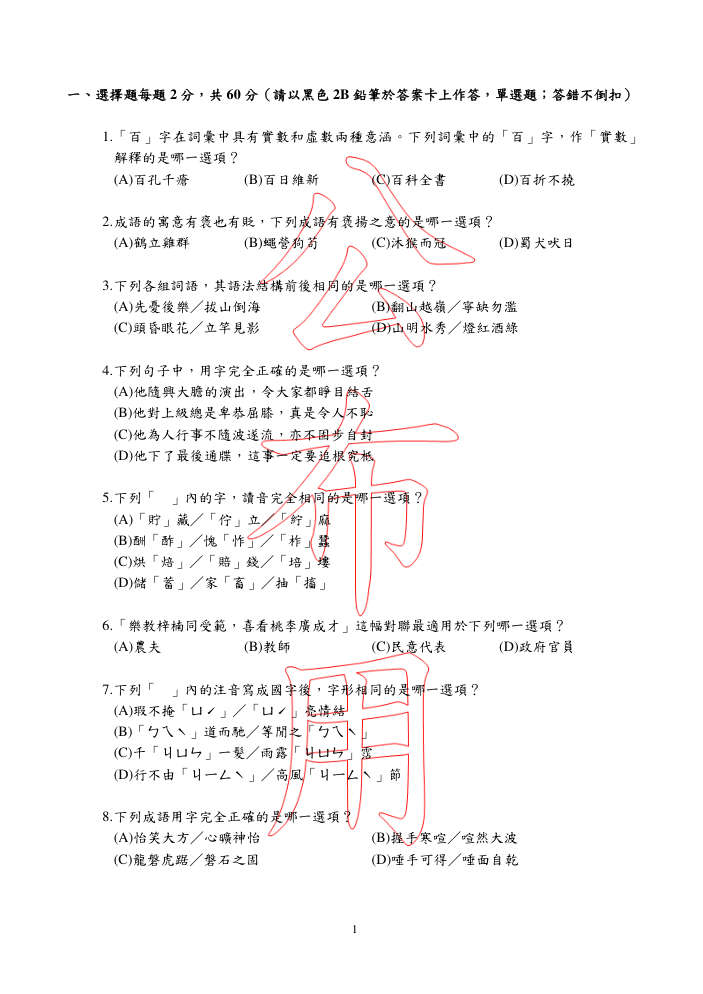 一、選擇題每題 2 分，共 60 分（請以黑色 2B 鉛筆於答案卡上作答，單選題；答錯不倒扣）
1.「百」字在詞彙中具有實數和虛數兩種意涵。下列詞彙中的「百」字，作「實數」
解釋的是哪一選項？
(A)百孔千瘡 (B)百日維新 (C)百科全書 (D)百折不撓
2.成語的寓意有褒也有貶，下列成語有褒揚之意的是哪一選項？
(A)鶴立雞群 (B)蠅營狗苟 (C)沐猴而冠 (D)蜀犬吠日
3.下列各組詞語，其語法結構前後相同的是哪一選項？
(A)先憂後樂／拔山倒海 (B)翻山越嶺／寧缺勿濫
(C)頭昏眼花／立竿見影 (D)山明水秀／燈紅酒綠
4.下列句子中，用字完全正確的是哪一選項？
(A)他隨興大膽的演出，令大家都睜目結舌
(B)他對上級總是卑恭屈膝，真是令人不恥
(C)他為人行事不隨波逐流，亦不固步自封
(D)他下了最後通牒，這事一定要追根究柢
5.下列「　」內的字，讀音完全相同的是哪一選項？
(A)「貯」藏／「佇」立／「紵」麻
(B)酬「酢」／愧「怍」／「柞」蠶
(C)烘「焙」／「賠」錢／「培」塿
(D)儲「蓄」／家「畜」／抽「搐」
6.「樂教梓楠同受範，喜看桃李廣成才」這幅對聯最適用於下列哪一選項？
(A)農夫 (B)教師 (C)民意代表 (D)政府官員
7.下列「　」內的注音寫成國字後，字形相同的是哪一選項？
(A)瑕不掩「ㄩˊ」／「ㄩˊ」亮情結
(B)「ㄅㄟˋ」道而馳／等閒之「ㄅㄟˋ」
(C)千「ㄐㄩㄣ」一髮／雨露「ㄐㄩㄣ」霑
(D)行不由「ㄐㄧㄥˋ」／高風「ㄐㄧㄥˋ」節
8.下列成語用字完全正確的是哪一選項？
(A)怡笑大方／心曠神怡 (B)握手寒喧／喧然大波
(C)龍磐虎踞／磐石之固 (D)唾手可得／唾面自乾
公布用
1